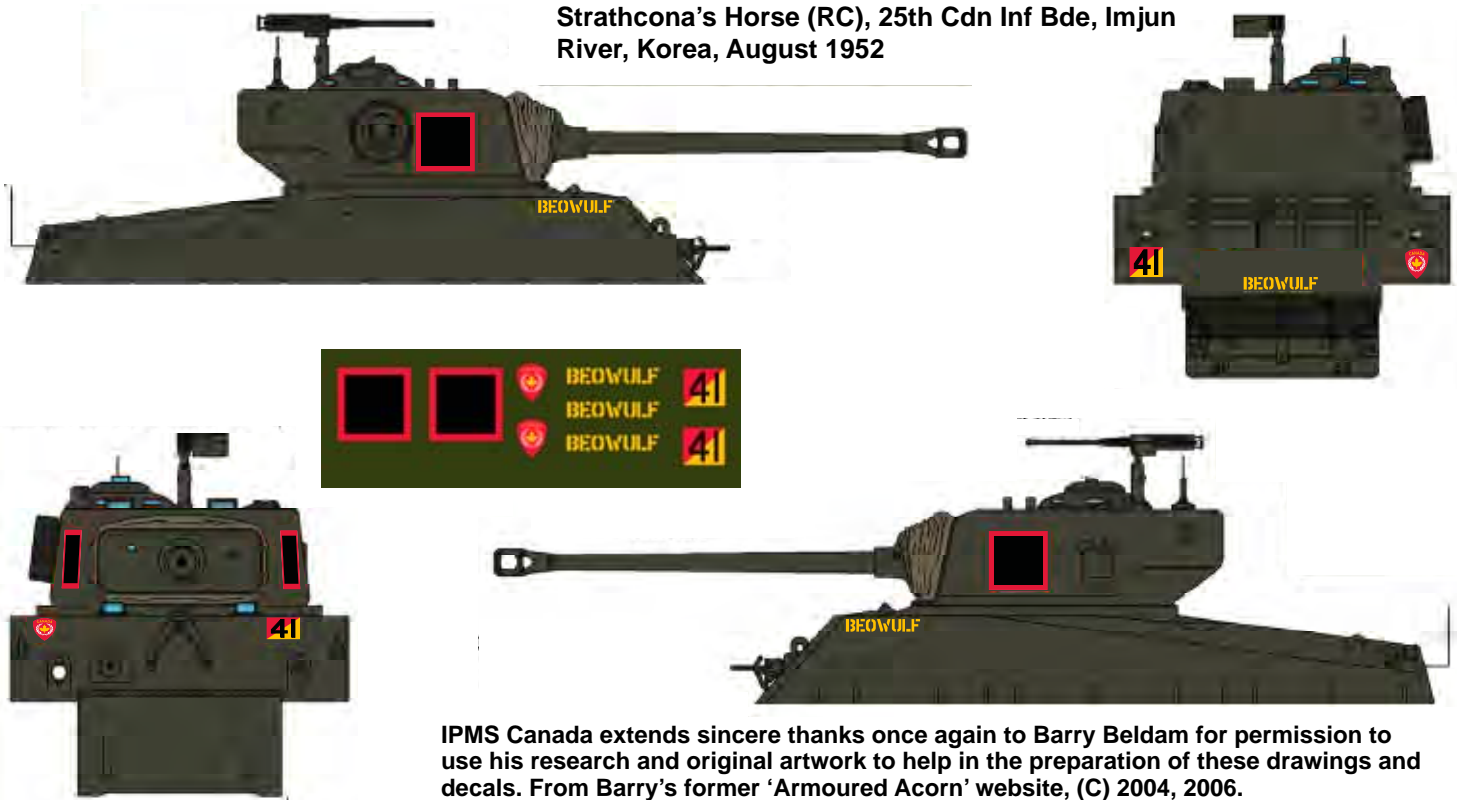 Strathcona’s Horse (RC), 25th Cdn Inf Bde, Imjun
River, Korea, August 1952
BEOWULF
41
BEOWULF
BEOWULF
41
BEOWULF
BEOWULF
41
41
BEOWULF
IPMS Canada extends sincere thanks once again to Barry Beldam for permission to
use his research and original artwork to help in the preparation of these drawings and
decals. From Barry’s former ‘Armoured Acorn’ website, (C) 2004, 2006.